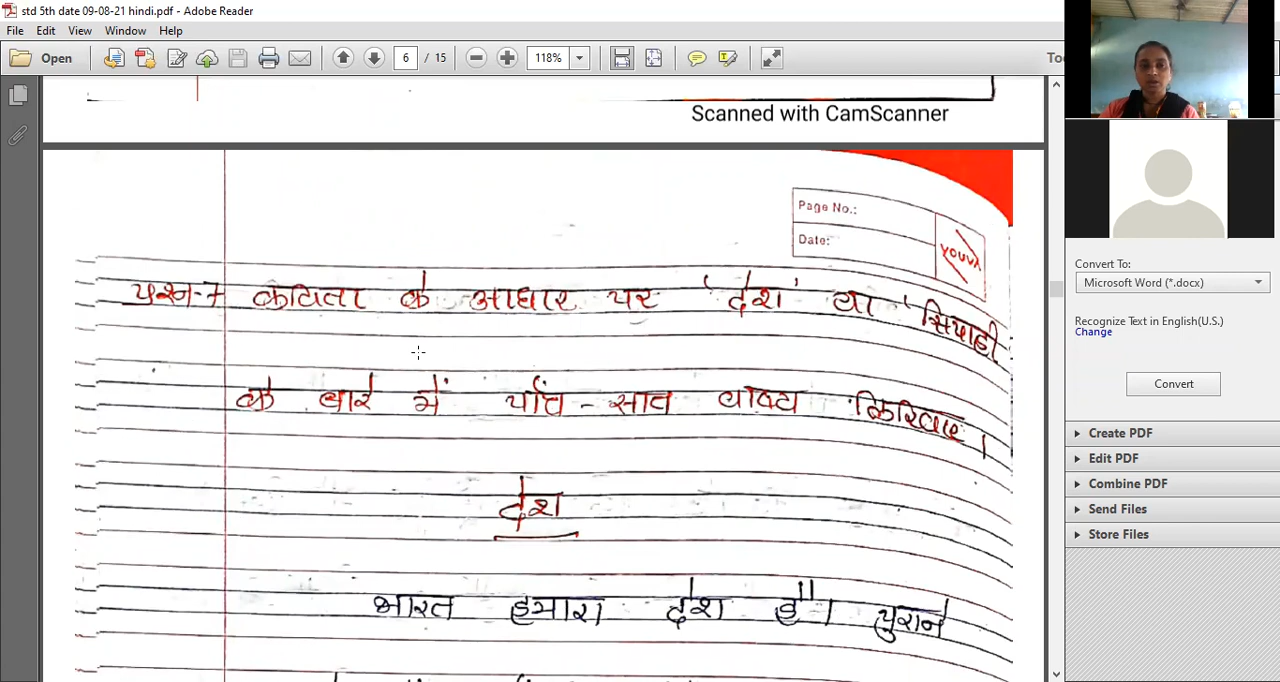 std 5th date 09-08-21 hindi.pdf - Adobe Reader
File Edit View Window Help
Open 6 / 15 118% To
Scanned with CamScanner
Page No.:
Date:
YOUVA
प्रश्न-7 कविता के आधार पर 'देश' या 'सिपाही
के बारे में पाँच - सात वाक्य लिखिए।
देश
भारत हमारा देश है। पुराने
Convert To:
Microsoft Word (*.docx)
Recognize Text in English(U.S.)
Change
Convert
Create PDF
Edit PDF
Combine PDF
Send Files
Store Files